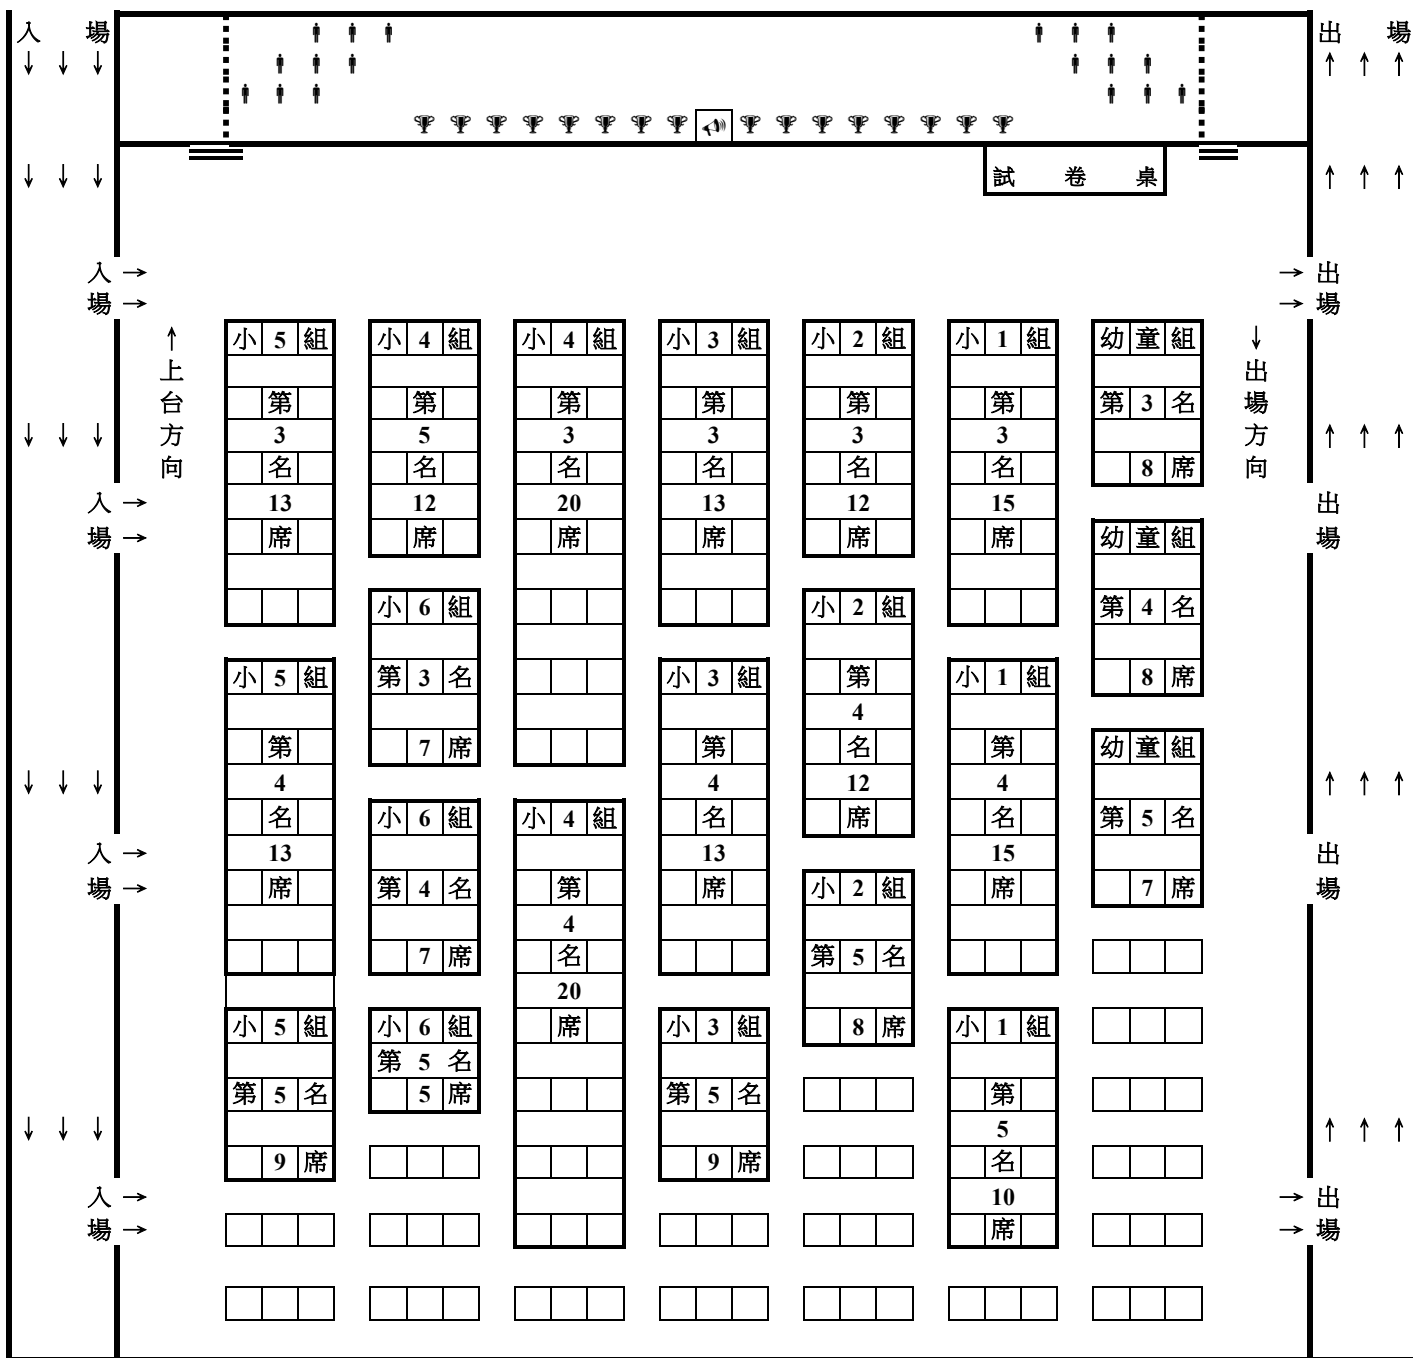 入 場
出 場
↓ ↓ ↓
↑ ↑ ↑
↓ ↓ ↓
試 卷 桌
↑ ↑ ↑
入 →
場 →
→ 出
→ 場
↑
上
台
方
向
小 5 組
第
3
名
13
席
小 4 組
第
5
名
12
席
小 4 組
第
3
名
20
席
小 3 組
第
3
名
13
席
小 2 組
第
3
名
12
席
小 1 組
第
3
名
15
席
幼 童 組
第 3 名
8 席
↓
出
場
方
向
↓ ↓ ↓
↑ ↑ ↑
入 →
場 →
出
場
幼 童 組
第 4 名
8 席
小 6 組
第 3 名
7 席
小 2 組
第
4
名
12
席
小 5 組
第
4
名
13
席
小 3 組
第
4
名
13
席
小 1 組
第
4
名
15
席
幼 童 組
第 5 名
7 席
↓ ↓ ↓
↑ ↑ ↑
入 →
場 →
出
場
小 6 組
第 4 名
7 席
小 4 組
第
4
名
20
席
小 2 組
第 5 名
8 席
小 5 組
第 5 名
9 席
小 6 組
第 5 名
5 席
小 3 組
第 5 名
9 席
小 1 組
第
5
名
10
席
↓ ↓ ↓
↑ ↑ ↑
入 →
場 →
→ 出
→ 場